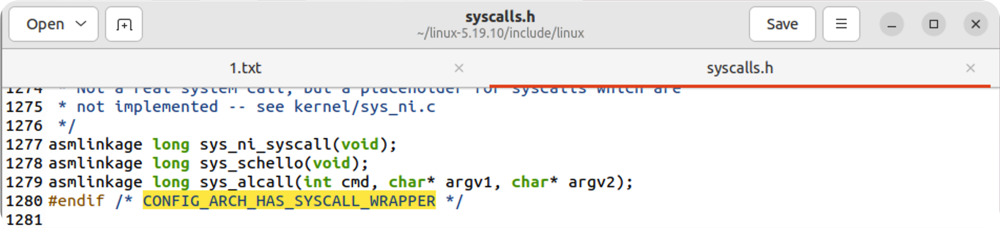 Open
syscalls.h
~/linux-5.19.10/include/linux
Save
1.txt
syscalls.h
1274 * Not a real system call, but a placeholder for syscalls which are
1275 * not implemented -- see kernel/sys_ni.c
1276 */
1277 asmlinkage long sys_ni_syscall(void);
1278 asmlinkage long sys_schello(void);
1279 asmlinkage long sys_alcall(int cmd, char* argv1, char* argv2);
1280 #endif /* CONFIG_ARCH_HAS_SYSCALL_WRAPPER */
1281